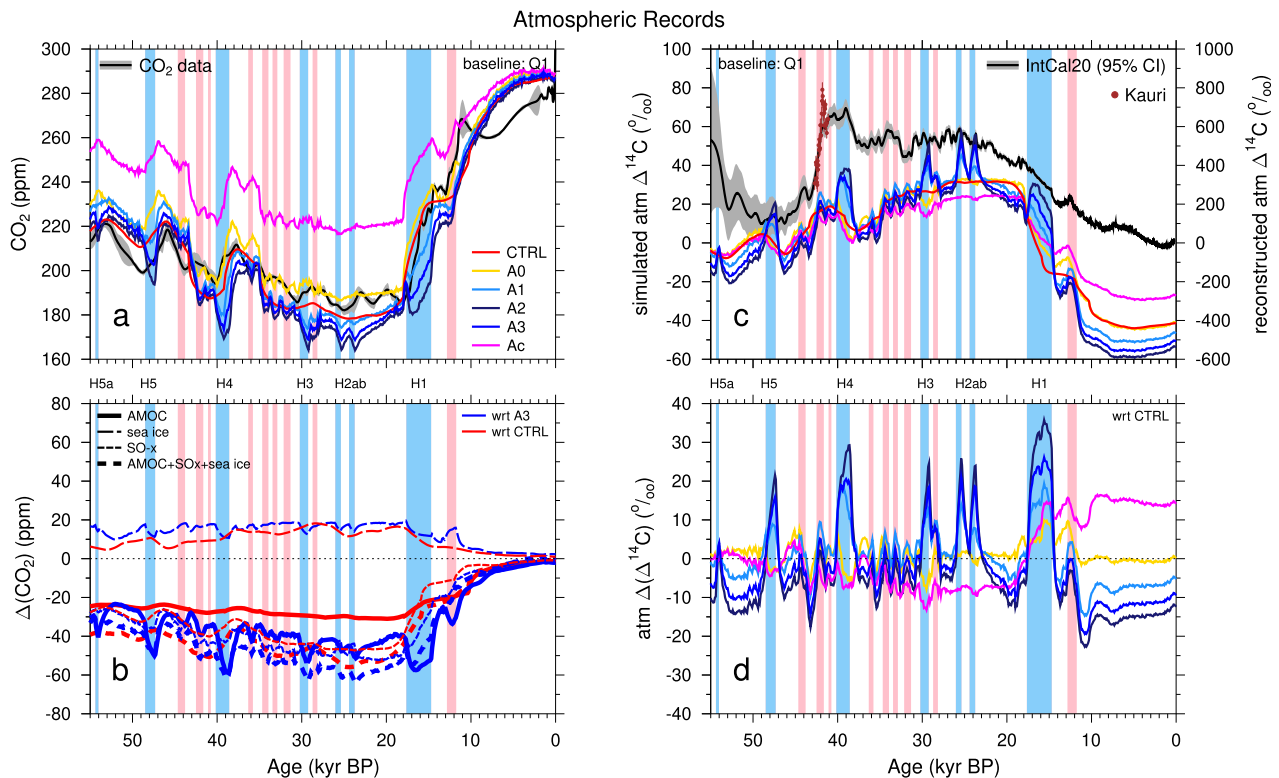 Atmospheric Records
300
280
260
240
220
200
180
160
CO2 (ppm)
CO2 data
baseline: Q1
CTRL
A0
A1
A2
A3
Ac
a
H5a H5 H4 H3 H2ab H1
100
80
60
40
20
0
-20
-40
-60
simulated atm Δ14C (0/oo)
baseline: Q1
IntCal20 (95% CI)
Kauri
c
1000
800
600
400
200
0
-200
-400
-600
reconstructed atm Δ14C (0/oo)
H5a H5 H4 H3 H2ab H1
80
60
40
20
0
-20
-40
-60
-80
Δ(CO2) (ppm)
AMOC
sea ice
SO-x
AMOC+SOx+sea ice
wrt A3
wrt CTRL
b
50 40 30 20 10 0
Age (kyr BP)
40
30
20
10
0
-10
-20
-30
-40
atm Δ(Δ14C) (0/oo)
wrt CTRL
d
50 40 30 20 10 0
Age (kyr BP)